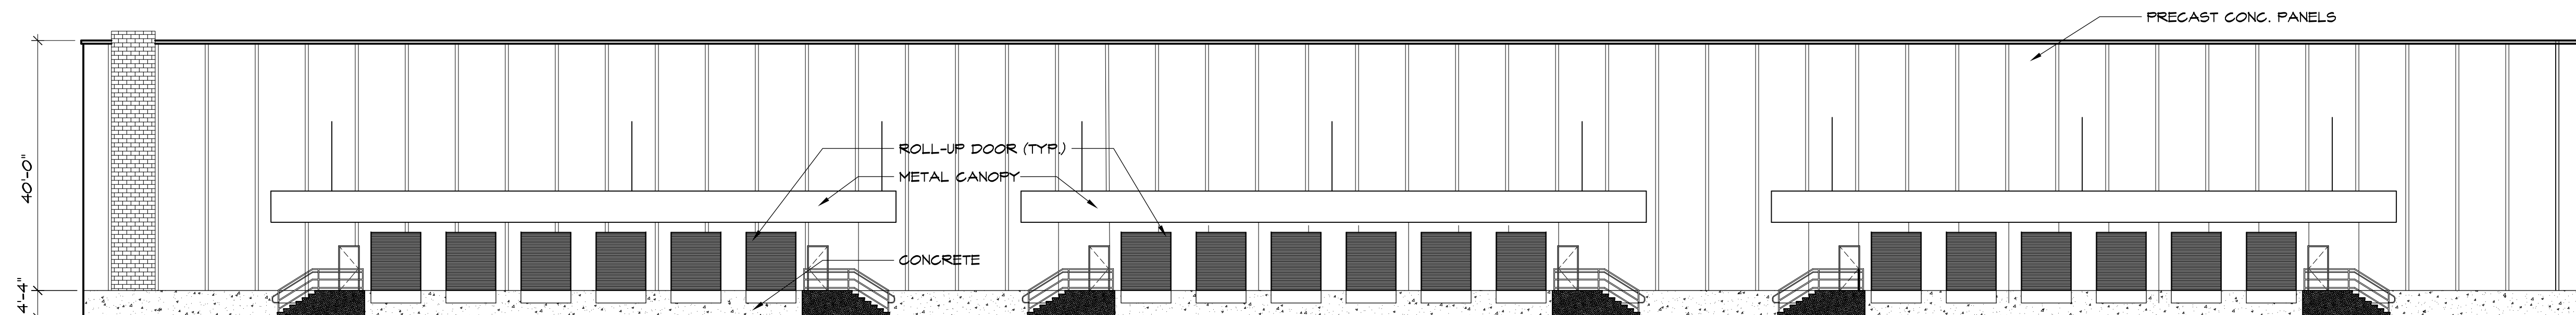 PRECAST CONC. PANELS
40'-0"
ROLL-UP DOOR (TYP.)
METAL CANOPY
CONCRETE
4'-4"